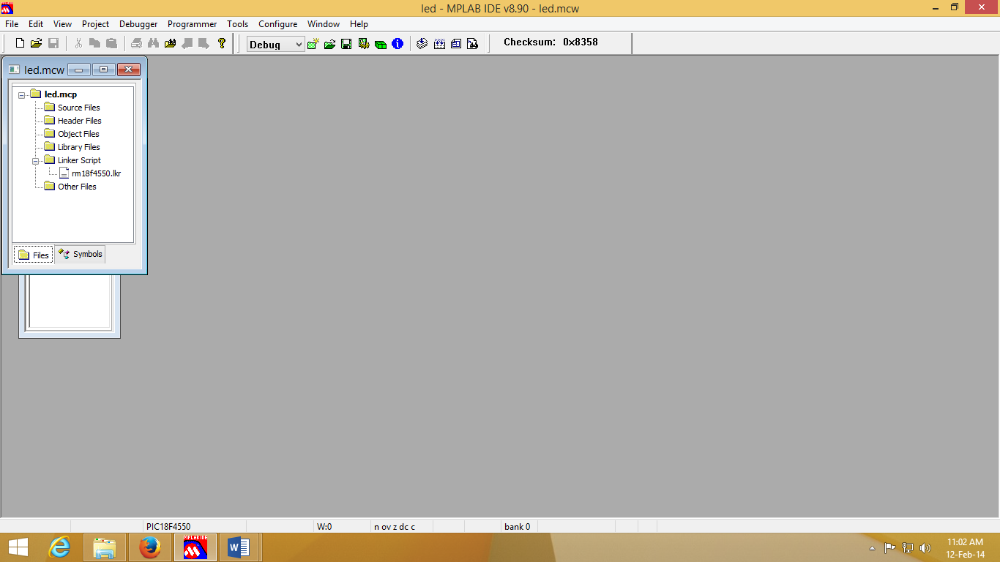 led - MPLAB IDE v8.90 - led.mcw
File Edit View Project Debugger Programmer Tools Configure Window Help
Debug Checksum: 0x8358
led.mcw
led.mcp
Source Files
Header Files
Object Files
Library Files
Linker Script
rm18f4550.lkr
Other Files
Files Symbols
PIC18F4550 W:0 n ov z dc c bank 0
MPLAB IDE
11:02 AM
12-Feb-14